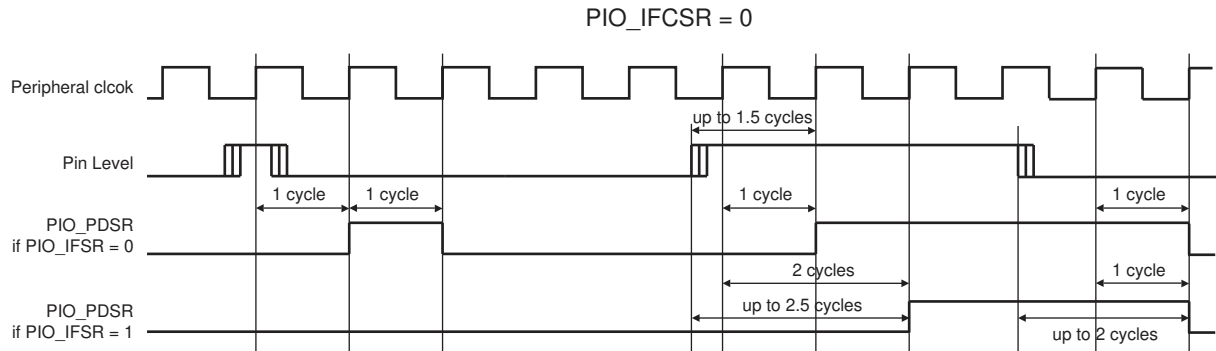 PIO_IFCSR = 0
Peripheral clcok
up to 1.5 cycles
Pin Level
1 cycle
1 cycle
1 cycle
1 cycle
PIO_PDSR
if PIO_IFSR = 0
2 cycles
1 cycle
up to 2.5 cycles
PIO_PDSR
if PIO_IFSR = 1
up to 2 cycles